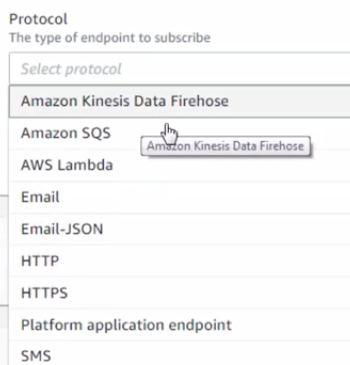 Protocol
The type of endpoint to subscribe
Select protocol
Amazon Kinesis Data Firehose
Amazon SQS
Amazon Kinesis Data Firehose
AWS Lambda
Email
Email-JSON
HTTP
HTTPS
Platform application endpoint
SMS